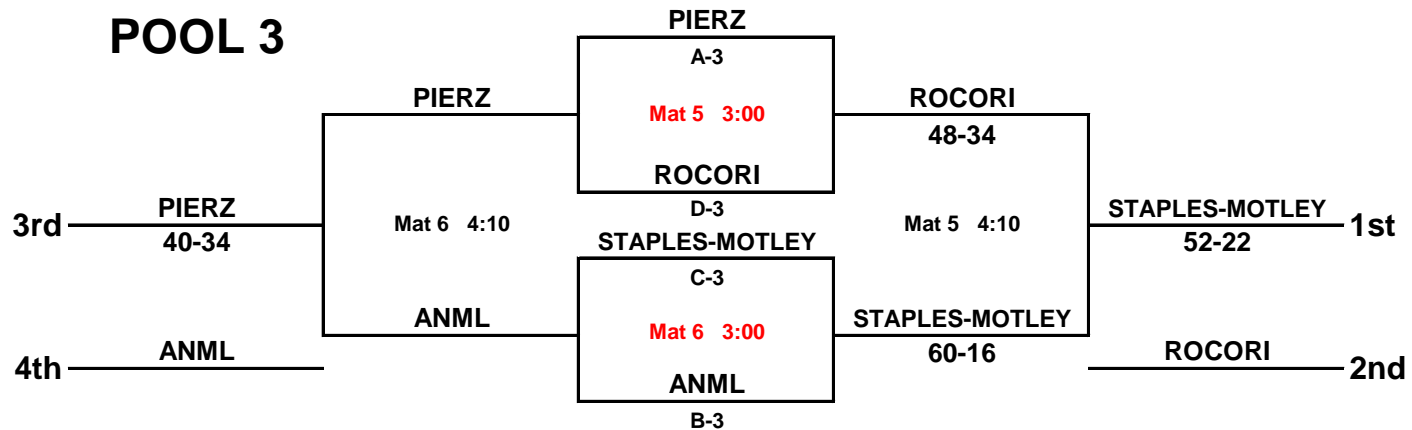 POOL 3
PIERZ
A-3
PIERZ
Mat 5 3:00
ROCORI
48-34
ROCORI
D-3
PIERZ
3rd
40-34
Mat 6 4:10
Mat 5 4:10
STAPLES-MOTLEY
1st
52-22
STAPLES-MOTLEY
C-3
ANML
Mat 6 3:00
STAPLES-MOTLEY
60-16
ANML
4th
ANML
B-3
ROCORI
2nd